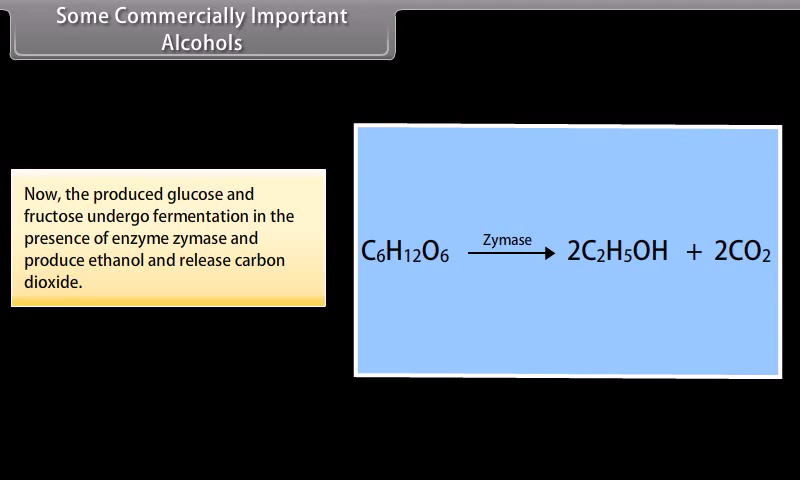 Some Commercially Important
Alcohols
Now, the produced glucose and
fructose undergo fermentation in the
presence of enzyme zymase and
produce ethanol and release carbon
dioxide.
Zymase
C₆H₁₂O₆ ⟶ 2C₂H₅OH + 2CO₂